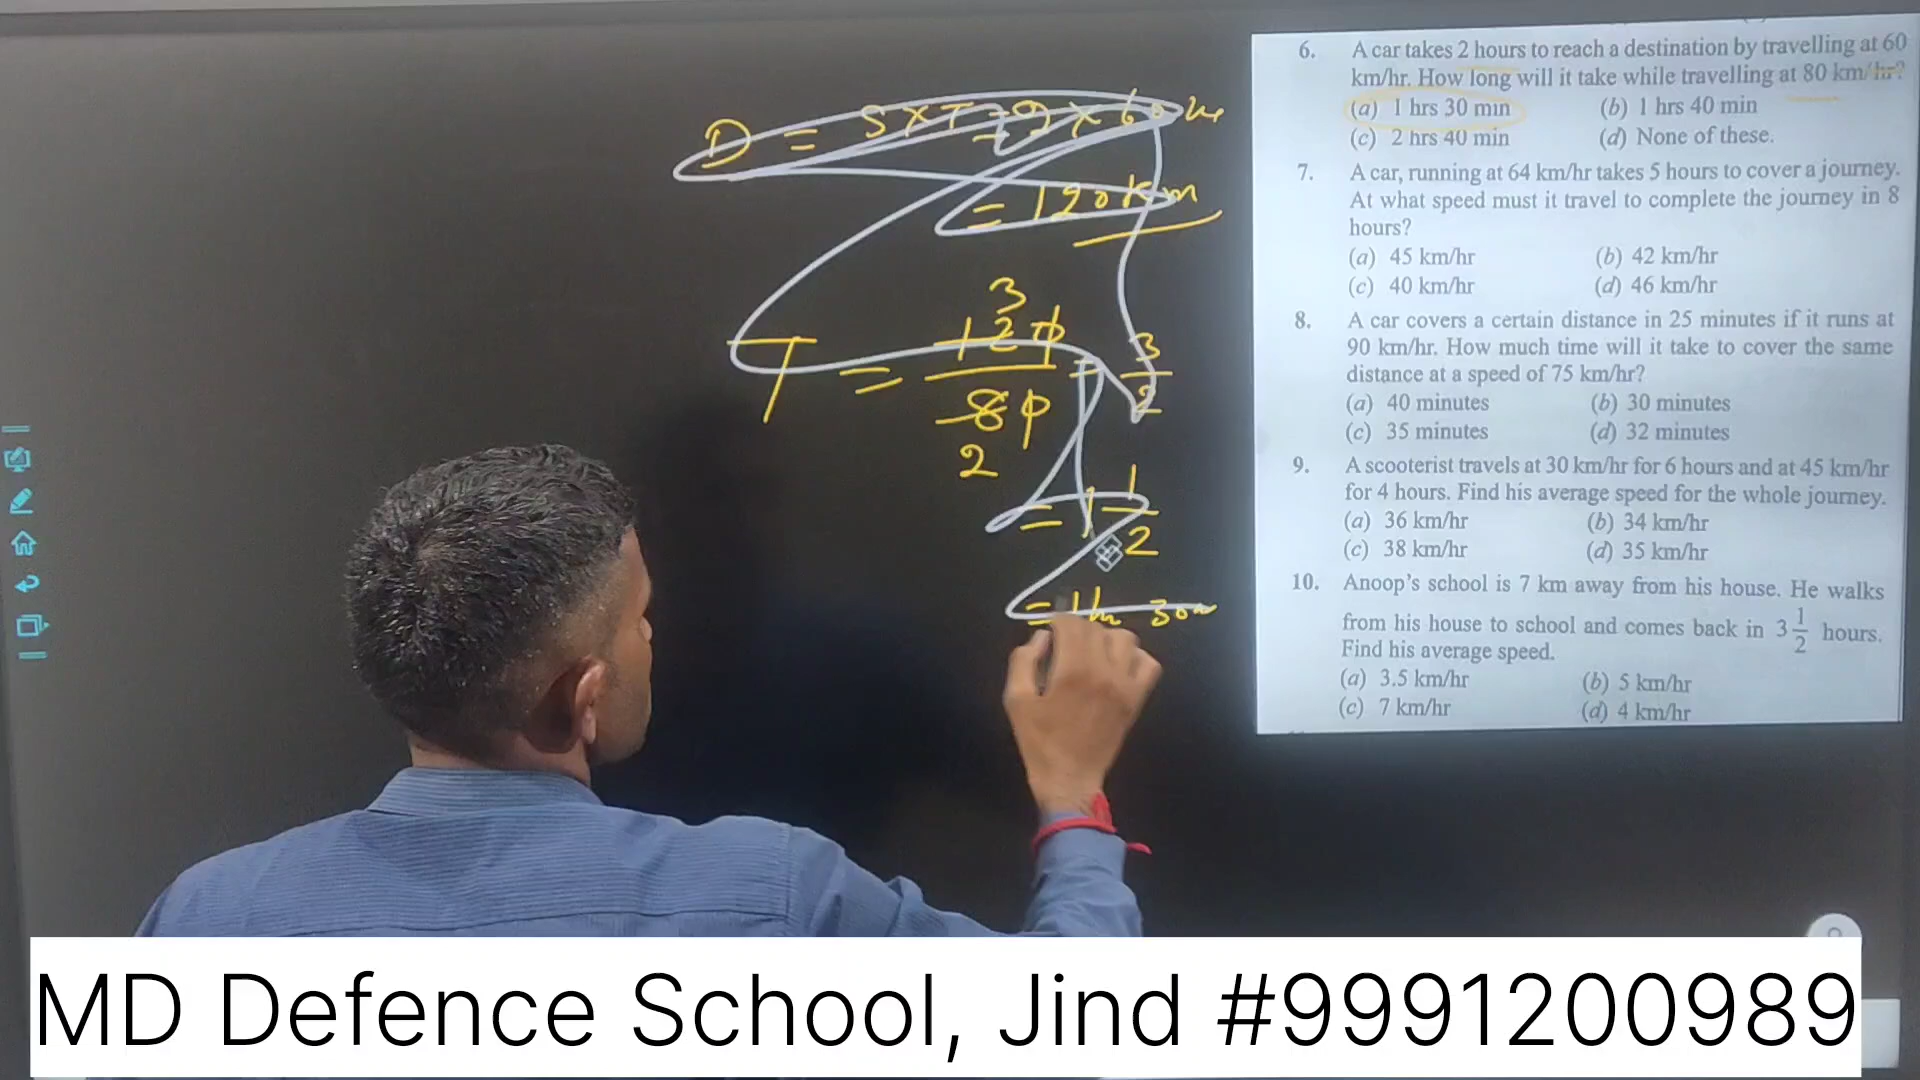 D = S×T = 2×60
= 120 km
3
T = 120 = 3
80 2
2
= 1 1/2
= 1h 30m
6. A car takes 2 hours to reach a destination by travelling at 60
km/hr. How long will it take while travelling at 80 km/hr?
(a) 1 hrs 30 min (b) 1 hrs 40 min
(c) 2 hrs 40 min (d) None of these.
7. A car, running at 64 km/hr takes 5 hours to cover a journey.
At what speed must it travel to complete the journey in 8
hours?
(a) 45 km/hr (b) 42 km/hr
(c) 40 km/hr (d) 46 km/hr
8. A car covers a certain distance in 25 minutes if it runs at
90 km/hr. How much time will it take to cover the same
distance at a speed of 75 km/hr?
(a) 40 minutes (b) 30 minutes
(c) 35 minutes (d) 32 minutes
9. A scooterist travels at 30 km/hr for 6 hours and at 45 km/hr
for 4 hours. Find his average speed for the whole journey.
(a) 36 km/hr (b) 34 km/hr
(c) 38 km/hr (d) 35 km/hr
10. Anoop's school is 7 km away from his house. He walks
from his house to school and comes back in 3 1/2 hours.
Find his average speed.
(a) 3.5 km/hr (b) 5 km/hr
(c) 7 km/hr (d) 4 km/hr
MD Defence School, Jind #9991200989